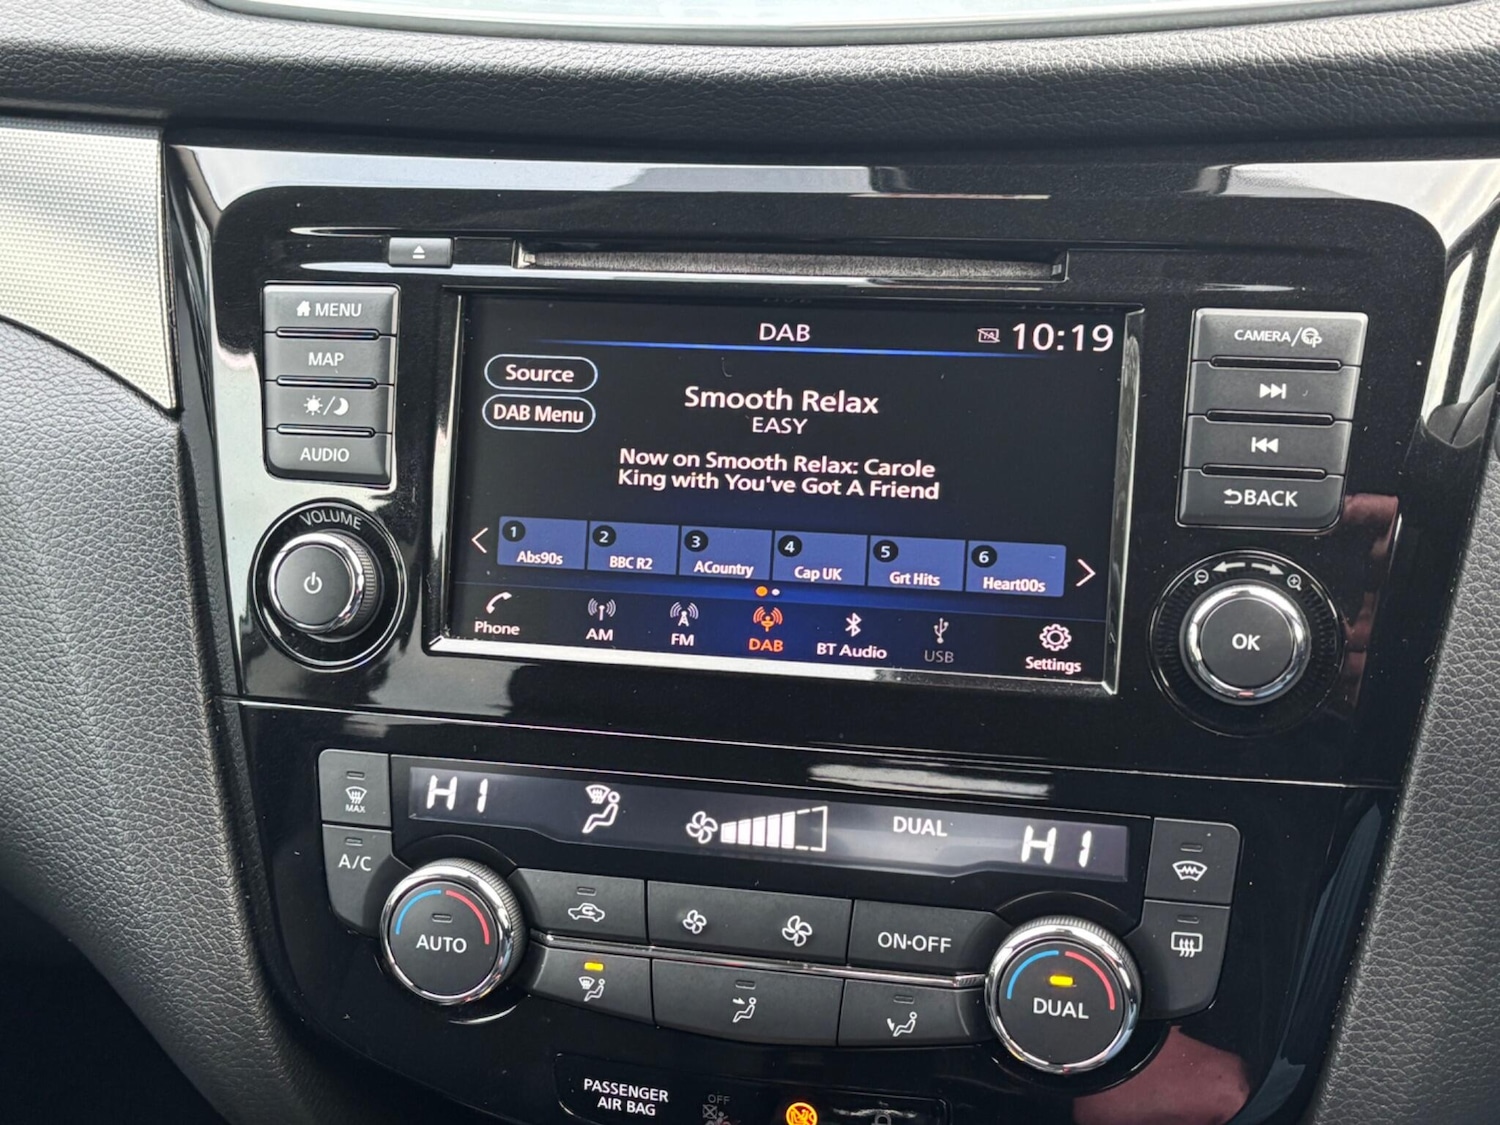 MENU
MAP
AUDIO
VOLUME
DAB
TA
10:19
Source
DAB Menu
Smooth Relax
EASY
Now on Smooth Relax: Carole
King with You've Got A Friend
1
Abs90s
2
BBC R2
3
ACountry
4
Cap UK
5
Grt Hits
6
Heart00s
Phone
AM
FM
DAB
BT Audio
USB
Settings
CAMERA/
BACK
OK
MAX
A/C
HI
DUAL
HI
AUTO
ON·OFF
DUAL
PASSENGER
AIR BAG
OFF